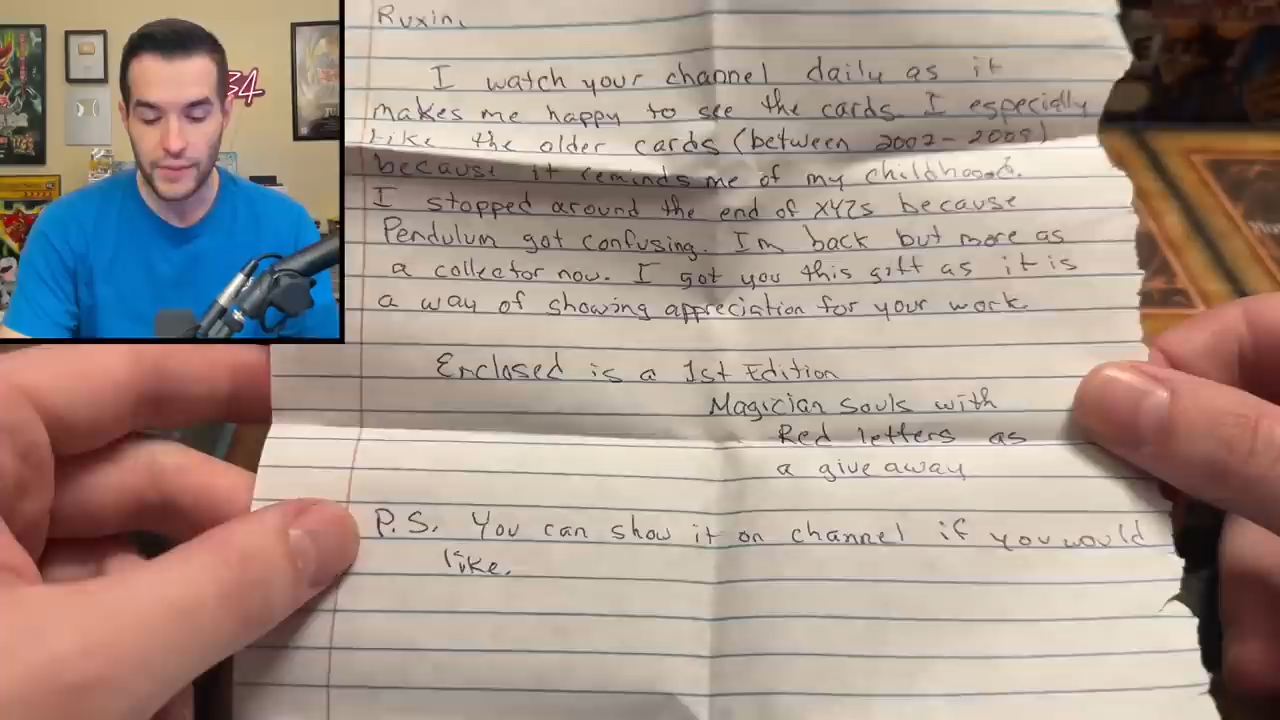 34
Ruxin,
I watch your channel daily as it
makes me happy to see the cards. I especially
like the older cards (between 2002-2008)
because it reminds me of my childhood.
I stopped around the end of XYZs because
Pendulum got confusing. Im back but more as
a collector now. I got you this gift as it is
a way of showing appreciation for your work
Enclosed is a 1st Edition
Magician Souls with
Red letters as
a give away
P.S. You can show it on channel if you would
like.